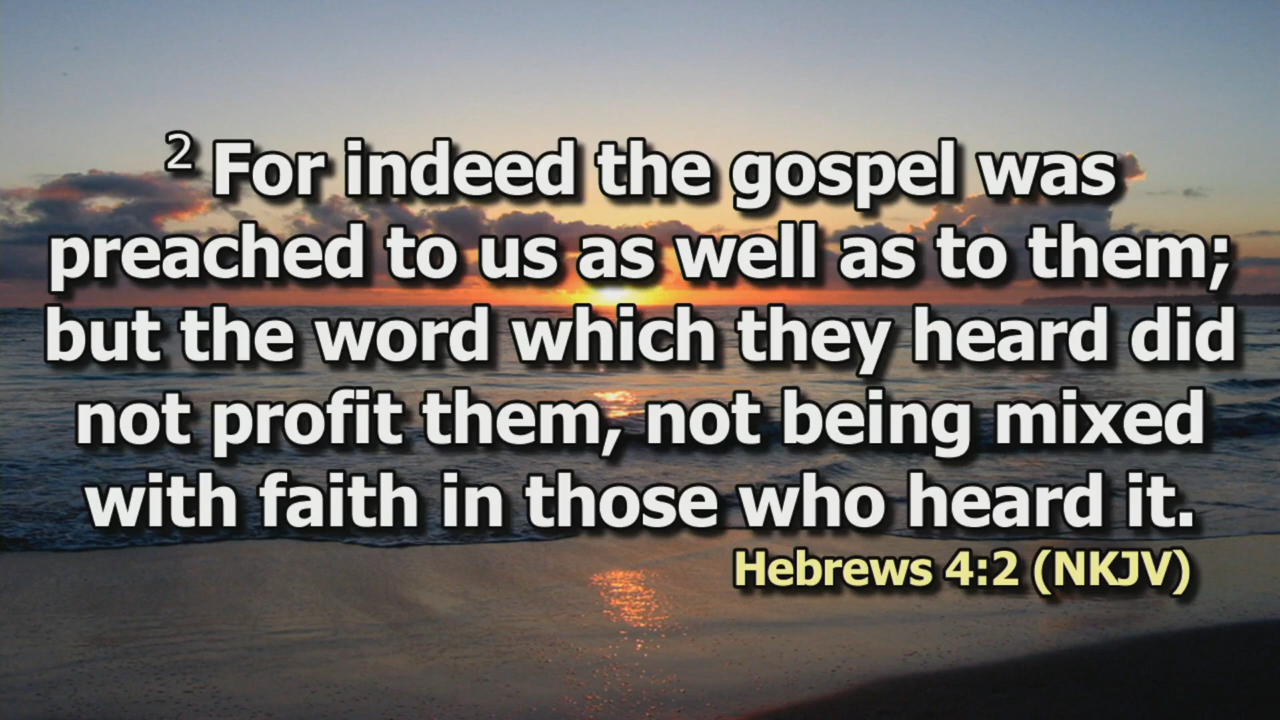 2 For indeed the gospel was
preached to us as well as to them;
but the word which they heard did
not profit them, not being mixed
with faith in those who heard it.
Hebrews 4:2 (NKJV)